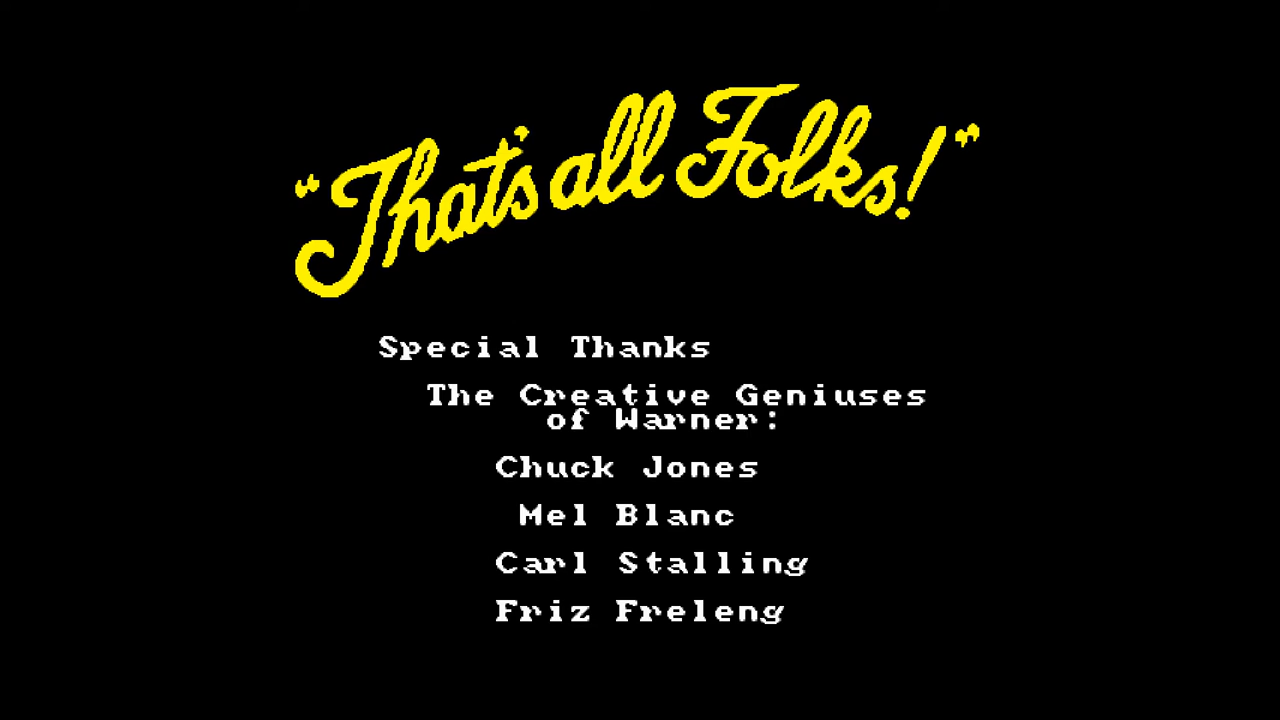 "That's all Folks!"
Special Thanks
The Creative Geniuses
of Warner:
Chuck Jones
Mel Blanc
Carl Stalling
Friz Freleng